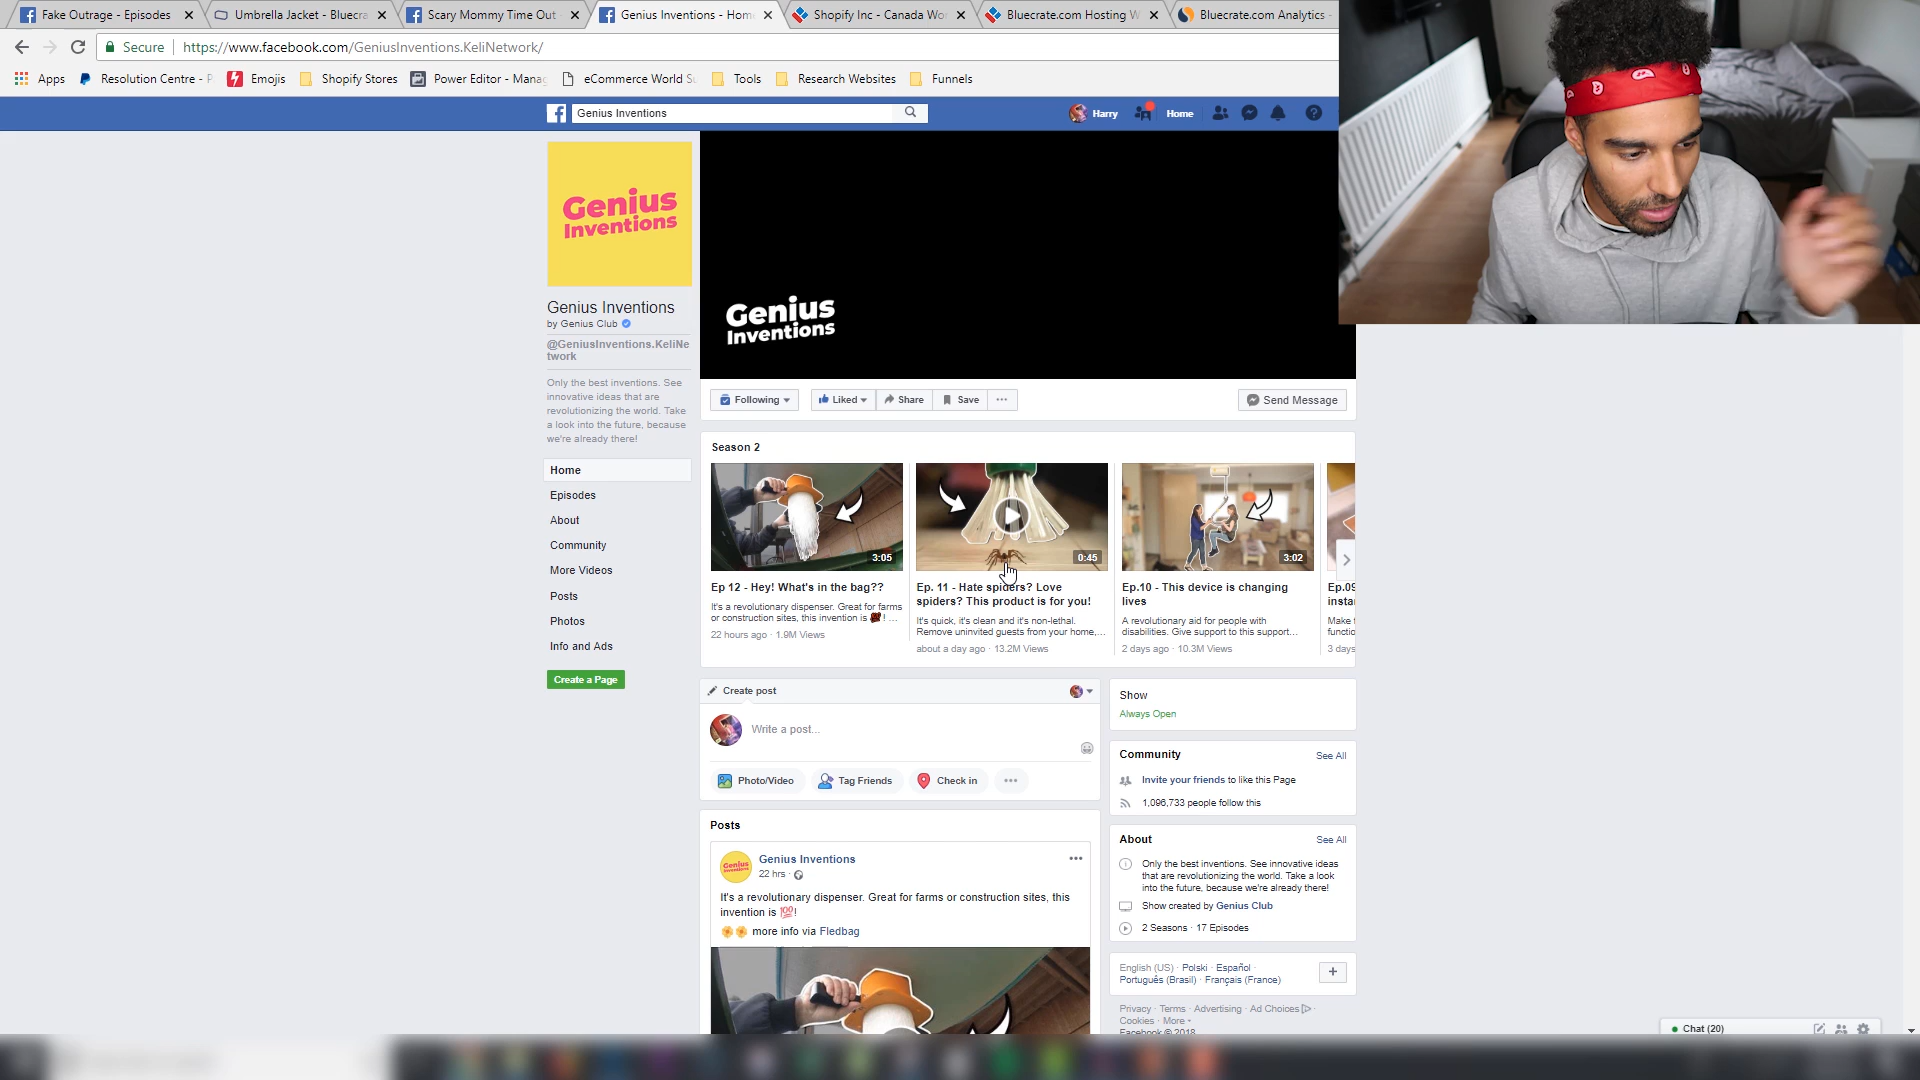 Fake Outrage - Episodes
Umbrella Jacket - Bluecra
Scary Mommy Time Out
Genius Inventions - Hom
Shopify Inc - Canada Wo
Bluecrate.com Hosting W
Bluecrate.com Analytics -
Secure
https://www.facebook.com/GeniusInventions.KeliNetwork/
Apps
Resolution Centre - P
Emojis
Shopify Stores
Power Editor - Manag
eCommerce World Su
Tools
Research Websites
Funnels
Genius Inventions
Harry
Home
Genius
Inventions
Genius
Inventions
Genius Inventions
by Genius Club
@GeniusInventions.KeliNe
twork
Only the best inventions. See
innovative ideas that are
revolutionizing the world. Take
a look into the future, because
we're already there!
Home
Episodes
About
Community
More Videos
Posts
Photos
Info and Ads
Create a Page
Following
Liked
Share
Save
Send Message
Season 2
3:05
0:45
3:02
Ep 12 - Hey! What's in the bag??
It's a revolutionary dispenser. Great for farms
or construction sites, this invention is 💯! ...
22 hours ago · 1.9M Views
Ep. 11 - Hate spiders? Love
spiders? This product is for you!
It's quick, it's clean and it's non-lethal.
Remove uninvited guests from your home,...
about a day ago · 13.2M Views
Ep.10 - This device is changing
lives
A revolutionary aid for people with
disabilities. Give support to this support...
2 days ago · 10.3M Views
Ep.09
insta
Make t
functio
3 days
Create post
Write a post...
Photo/Video
Tag Friends
Check in
Posts
Genius Inventions
22 hrs ·
It's a revolutionary dispenser. Great for farms or construction sites, this
invention is 💯!
more info via Fledbag
Show
Always Open
Community
See All
Invite your friends to like this Page
1,096,733 people follow this
About
See All
Only the best inventions. See innovative ideas
that are revolutionizing the world. Take a look
into the future, because we're already there!
Show created by Genius Club
2 Seasons · 17 Episodes
English (US) · Polski · Español ·
Português (Brasil) · Français (France)
Privacy · Terms · Advertising · Ad Choices ·
Cookies · More
Facebook © 2018
Chat (20)